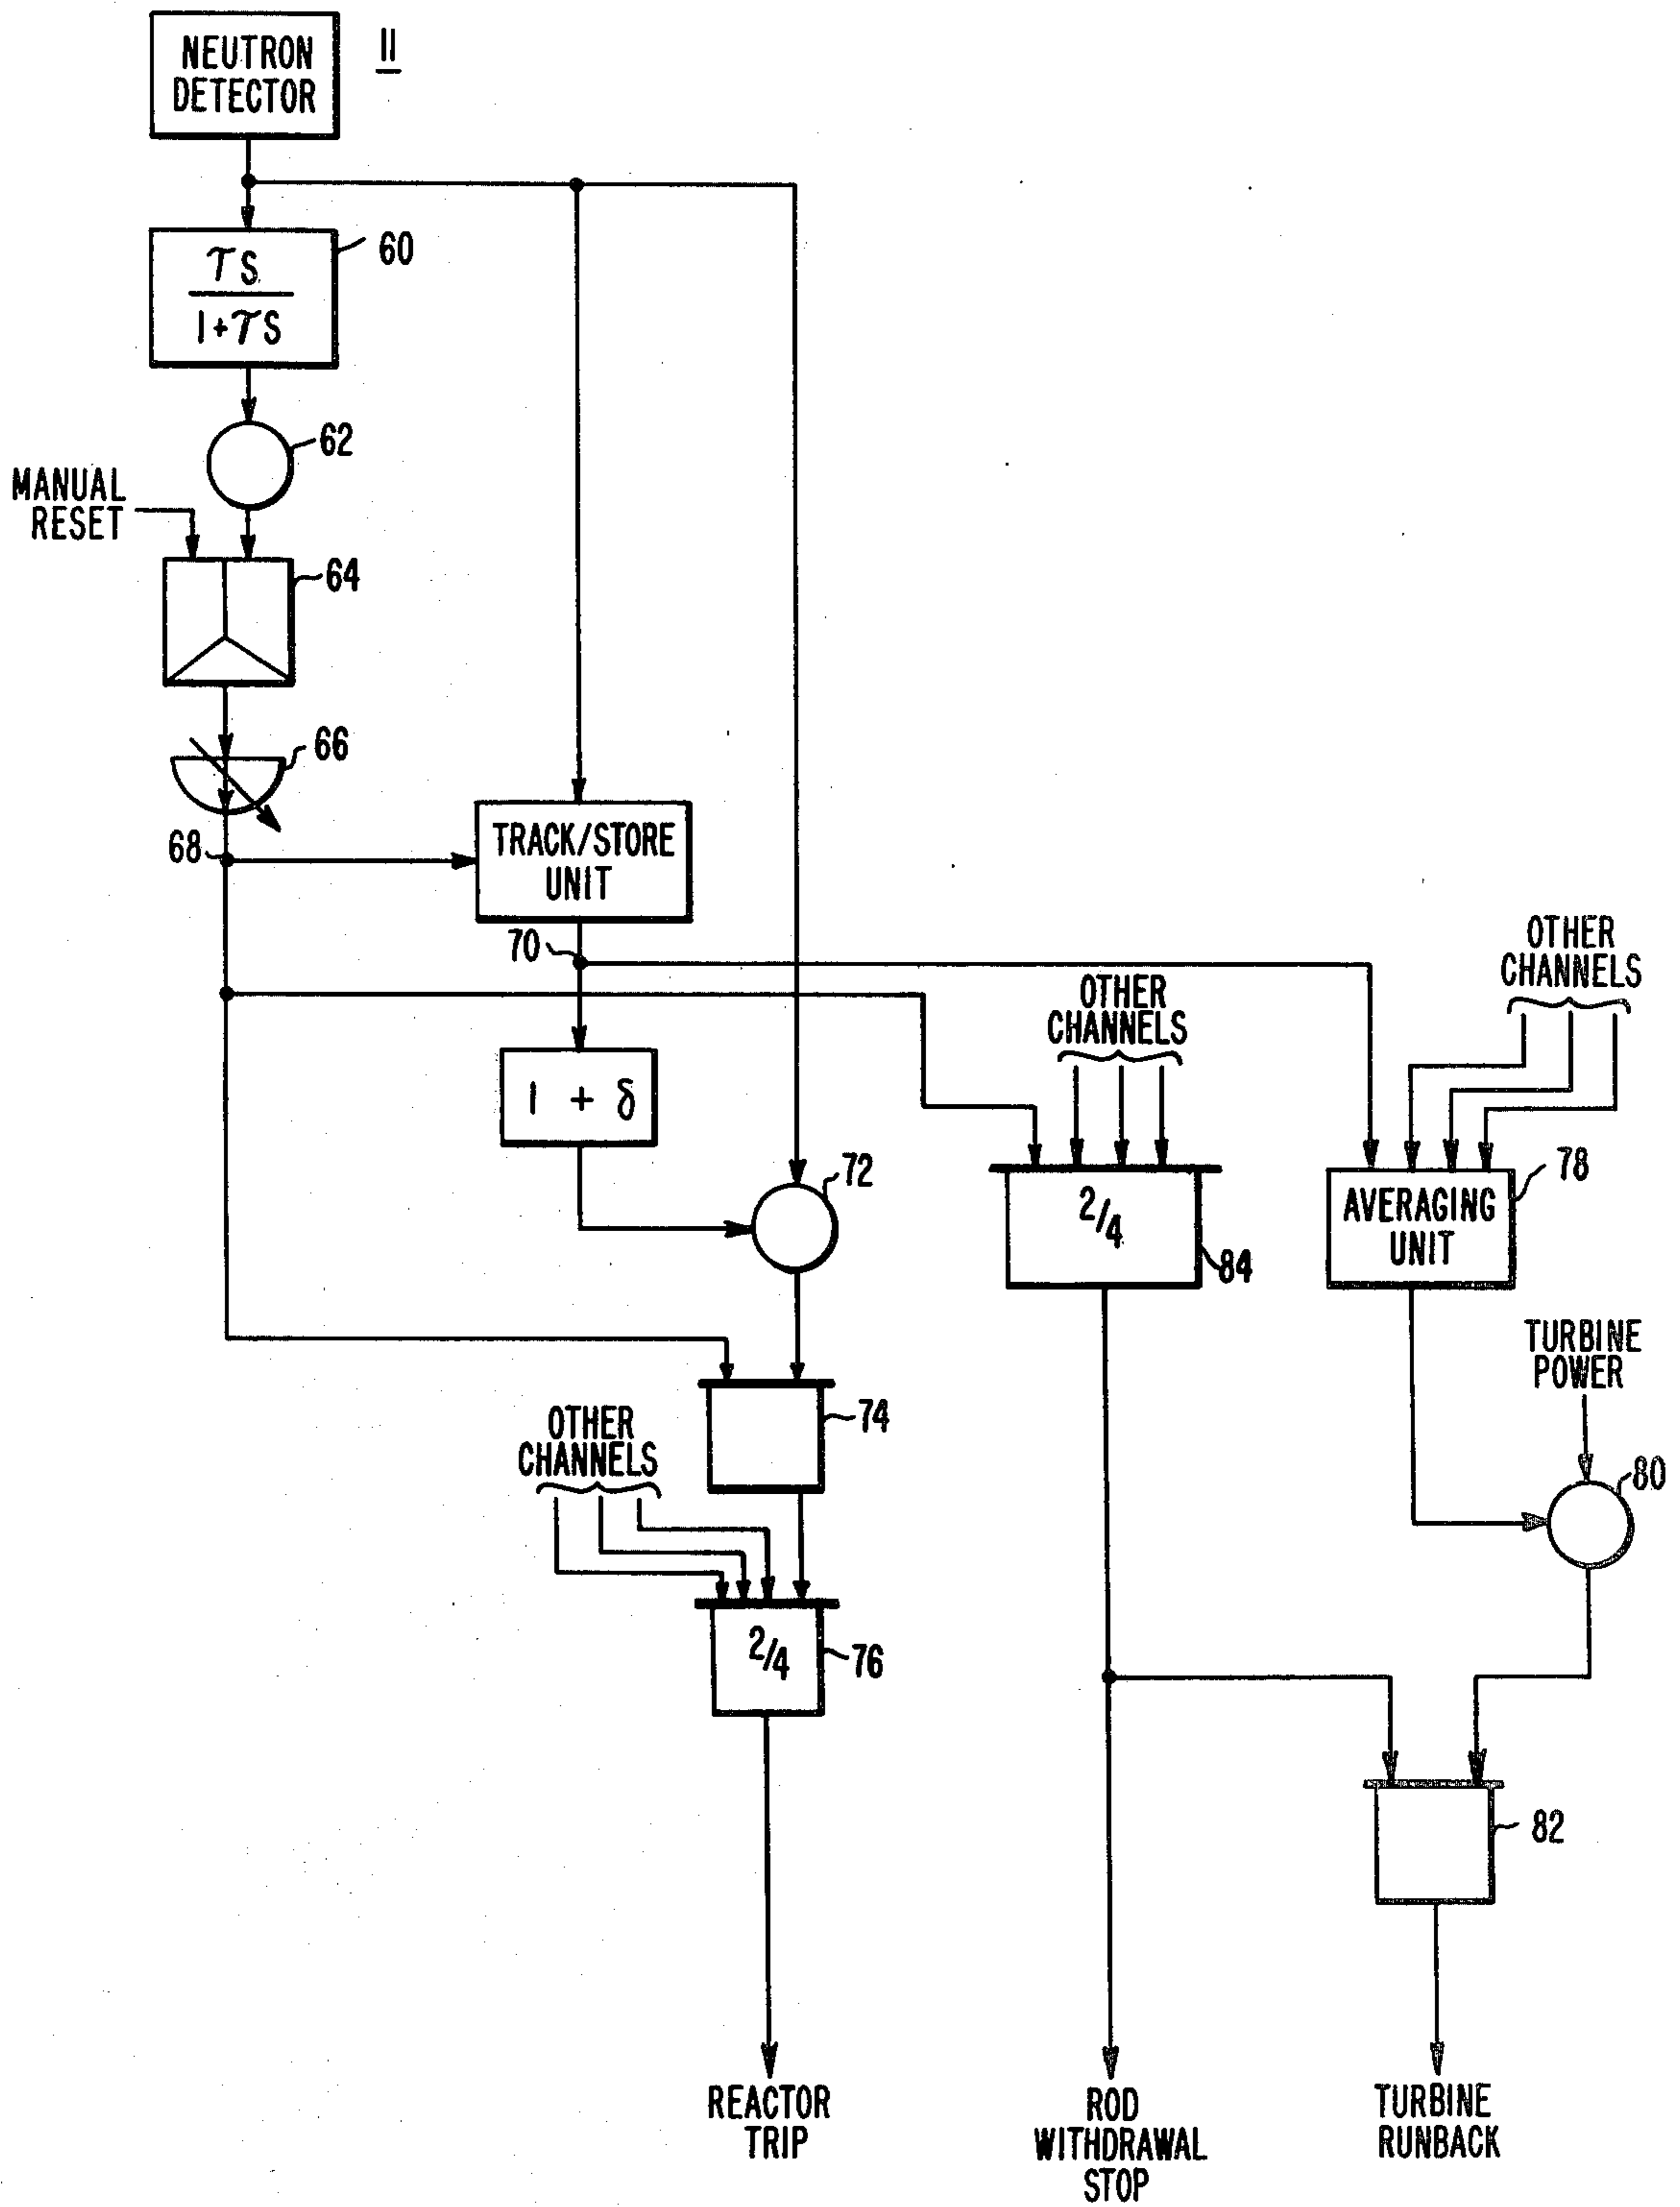 NEUTRON
DETECTOR
11
τS
1+τS
60
62
MANUAL
RESET
64
66
68
TRACK/STORE
UNIT
70
OTHER
CHANNELS
OTHER
CHANNELS
1 + δ
72
2/4
84
AVERAGING
UNIT
78
TURBINE
POWER
74
OTHER
CHANNELS
80
2/4
76
82
REACTOR
TRIP
ROD
WITHDRAWAL
STOP
TURBINE
RUNBACK